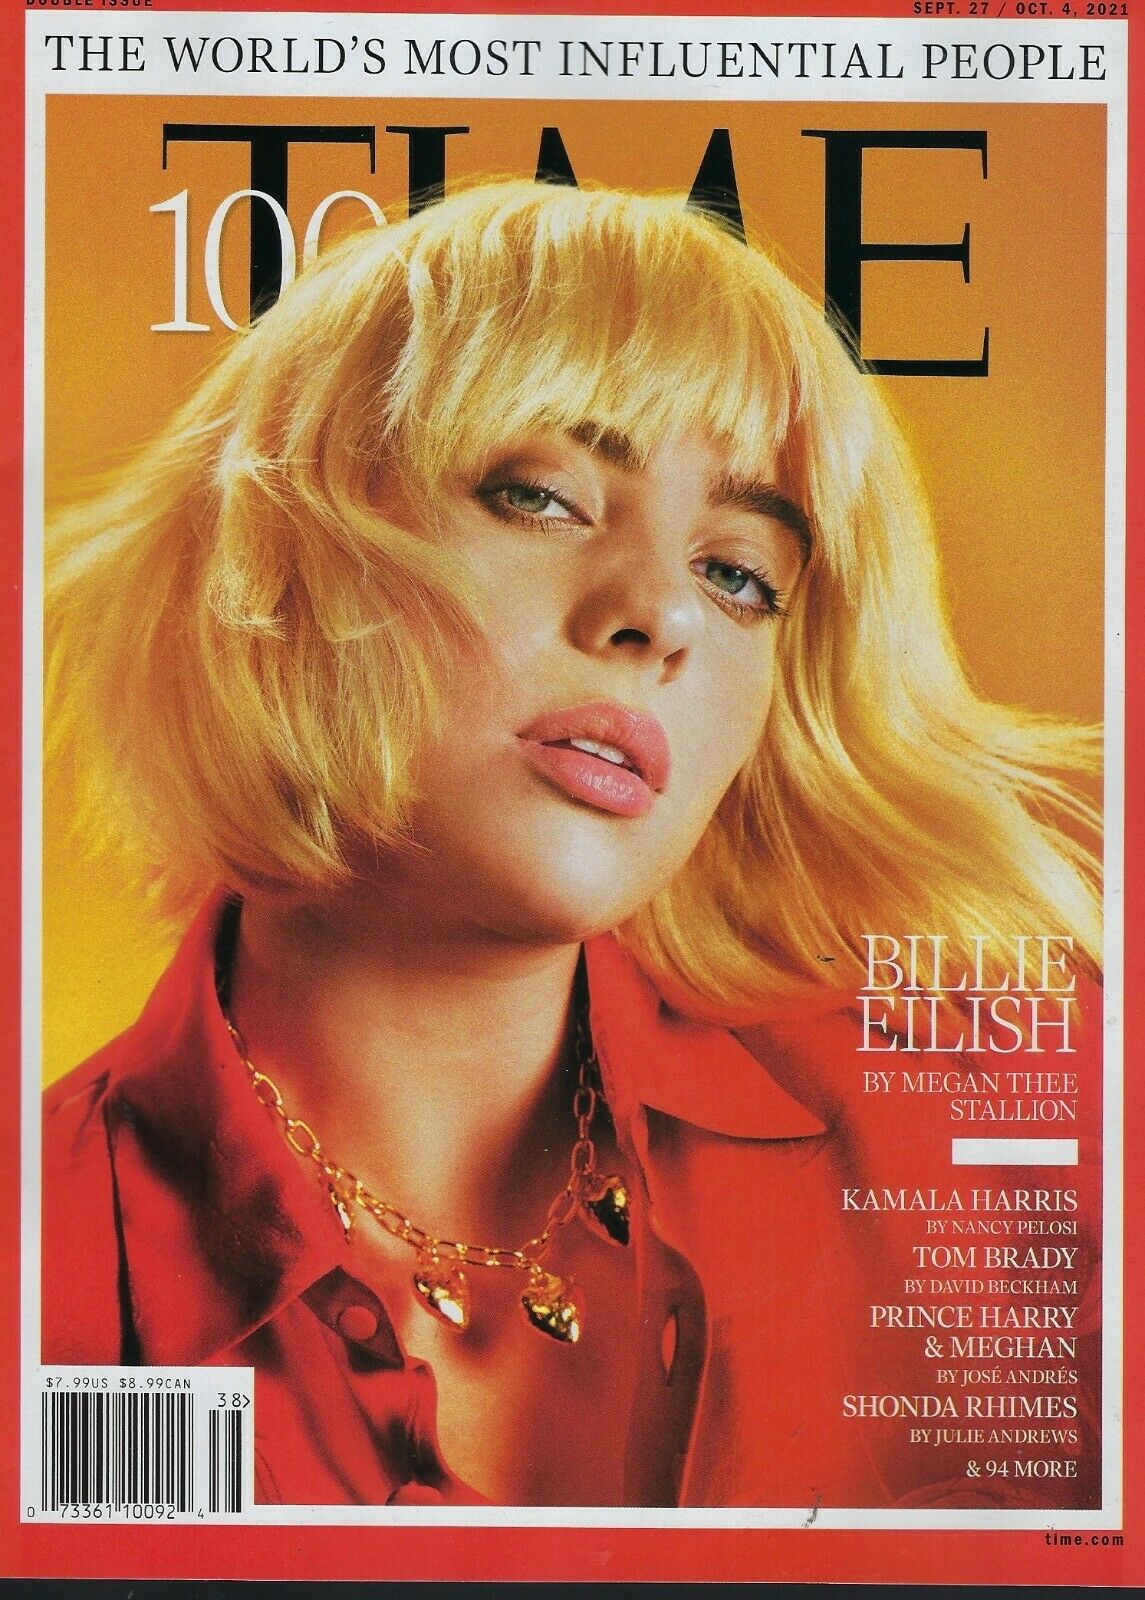 DOUBLE ISSUE
SEPT. 27 / OCT. 4, 2021
THE WORLD'S MOST INFLUENTIAL PEOPLE
TIME
100
BILLIE
EILISH
BY MEGAN THEE
STALLION
KAMALA HARRIS
BY NANCY PELOSI
TOM BRADY
BY DAVID BECKHAM
PRINCE HARRY
& MEGHAN
BY JOSÉ ANDRÉS
SHONDA RHIMES
BY JULIE ANDREWS
& 94 MORE
$7.99US $8.99CAN
38>
0 73361 10092 4
time.com